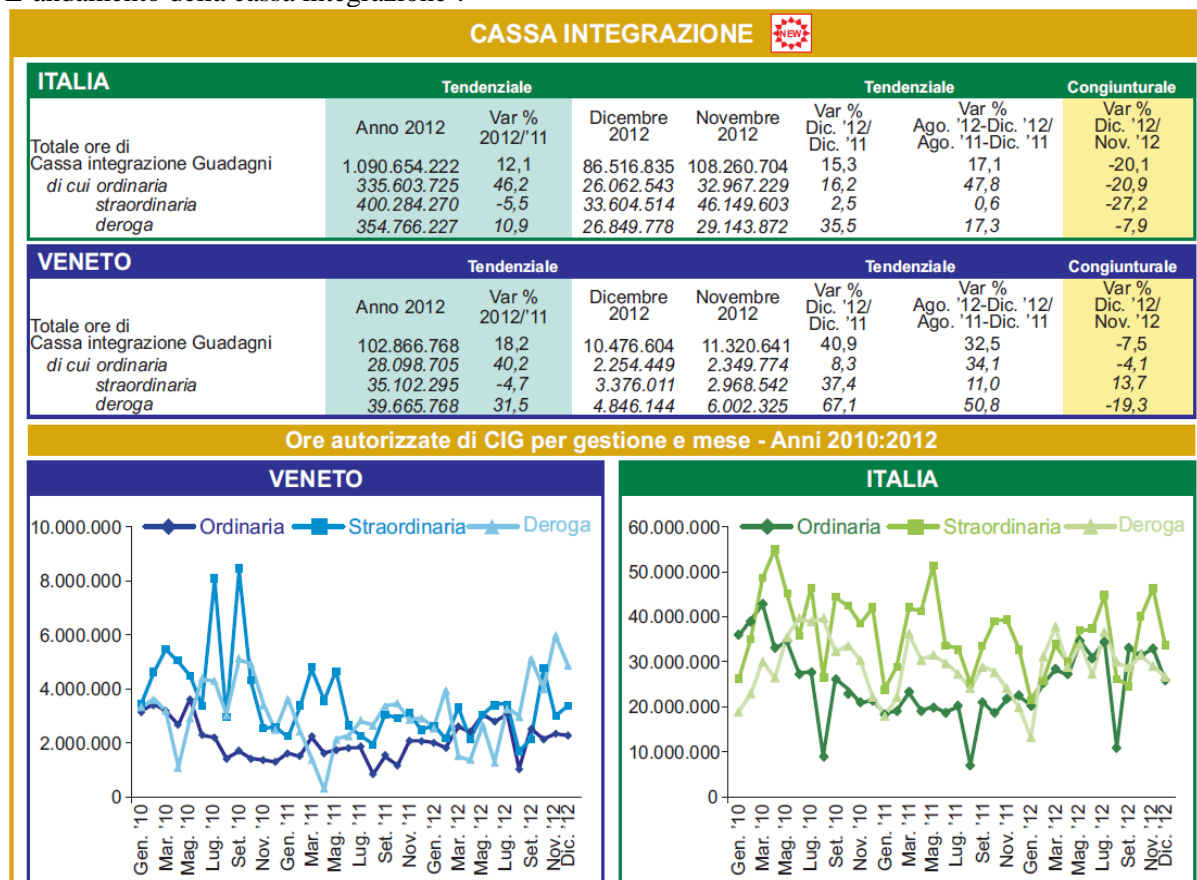 L'andamento della cassa integrazione".
CASSA INTEGRAZIONE NEW
ITALIA Tendenziale Tendenziale Congiunturale
Anno 2012 Var % 2012/'11 Dicembre 2012 Novembre 2012 Var % Dic. '12/ Dic. '11 Var % Ago. '12-Dic. '12/ Ago. '11-Dic. '11 Var % Dic. '12/ Nov. '12
Totale ore di
Cassa integrazione Guadagni 1.090.654.222 12,1 86.516.835 108.260.704 15,3 17,1 -20,1
di cui ordinaria 335.603.725 46,2 26.062.543 32.967.229 16,2 47,8 -20,9
straordinaria 400.284.270 -5,5 33.604.514 46.149.603 2,5 0,6 -27,2
deroga 354.766.227 10,9 26.849.778 29.143.872 35,5 17,3 -7,9
VENETO Tendenziale Tendenziale Congiunturale
Anno 2012 Var % 2012/'11 Dicembre 2012 Novembre 2012 Var % Dic. '12/ Dic. '11 Var % Ago. '12-Dic. '12/ Ago. '11-Dic. '11 Var % Dic. '12/ Nov. '12
Totale ore di
Cassa integrazione Guadagni 102.866.768 18,2 10.476.604 11.320.641 40,9 32,5 -7,5
di cui ordinaria 28.098.705 40,2 2.254.449 2.349.774 8,3 34,1 -4,1
straordinaria 35.102.295 -4,7 3.376.011 2.968.542 37,4 11,0 13,7
deroga 39.665.768 31,5 4.846.144 6.002.325 67,1 50,8 -19,3
Ore autorizzate di CIG per gestione e mese - Anni 2010:2012
VENETO
Ordinaria Straordinaria Deroga
10.000.000
8.000.000
6.000.000
4.000.000
2.000.000
0
Gen. '10 Mar. '10 Mag. '10 Lug. '10 Set. '10 Nov. '10 Gen. '11 Mar. '11 Mag. '11 Lug. '11 Set. '11 Nov. '11 Gen. '12 Mar. '12 Mag. '12 Lug. '12 Set. '12 Nov. '12 Dic. '12
ITALIA
Ordinaria Straordinaria Deroga
60.000.000
50.000.000
40.000.000
30.000.000
20.000.000
10.000.000
0
Gen. '10 Mar. '10 Mag. '10 Lug. '10 Set. '10 Nov. '10 Gen. '11 Mar. '11 Mag. '11 Lug '11 Set. '11 Nov. '11 Gen. '12 Mar. '12 Mag. '12 Lug. '12 Set. '12 Nov. '12 Dic. '12